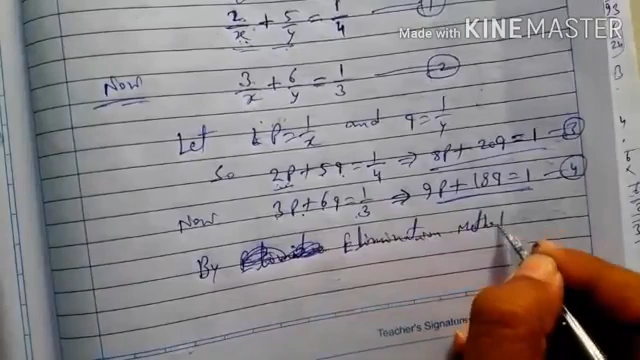 2/x + 5/y = 1/4 — 1
Made with KINEMASTER
Now 3/x + 6/y = 1/3 — 2
Let P = 1/x and q = 1/y
So 2P + 5q = 1/4 ⇒ 8P + 20q = 1 — 3
Now 3P + 6q = 1/3 ⇒ 9P + 18q = 1 — 4
By Elimination Method
Teacher's Signature